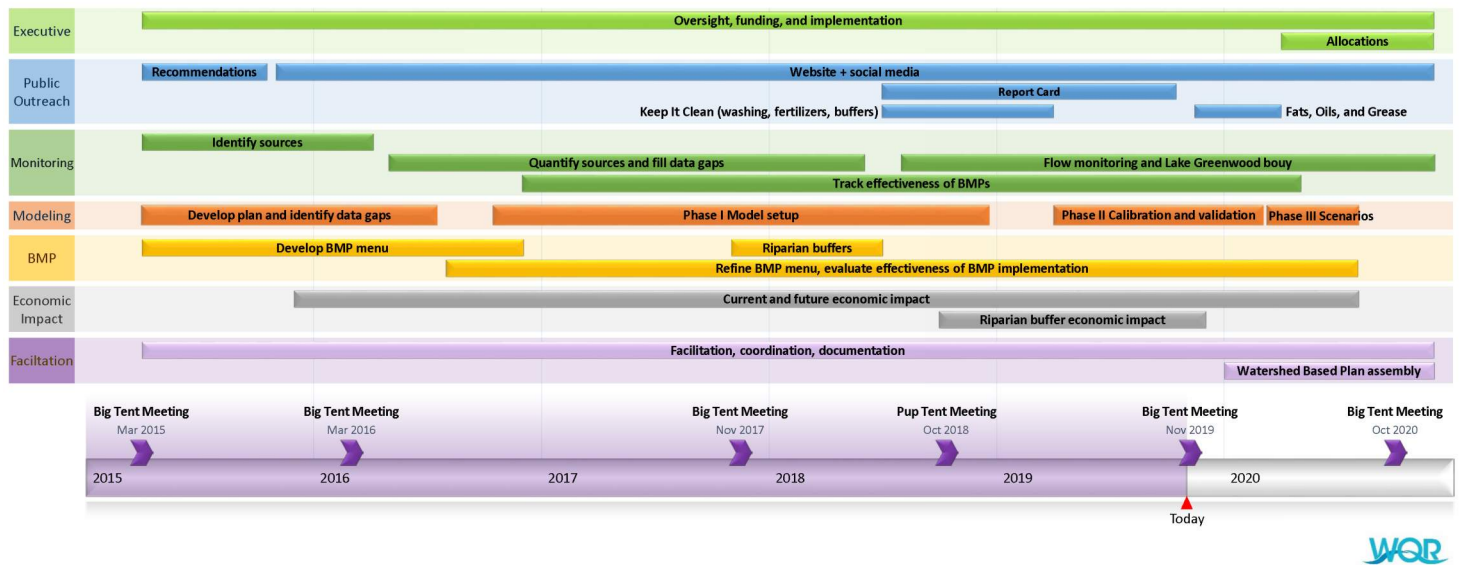 Executive
Oversight, funding, and implementation
Allocations
Public
Outreach
Recommendations
Website + social media
Report Card
Keep It Clean (washing, fertilizers, buffers)
Fats, Oils, and Grease
Monitoring
Identify sources
Quantify sources and fill data gaps
Flow monitoring and Lake Greenwood bouy
Track effectiveness of BMPs
Modeling
Develop plan and identify data gaps
Phase I Model setup
Phase II Calibration and validation
Phase III Scenarios
BMP
Develop BMP menu
Riparian buffers
Refine BMP menu, evaluate effectiveness of BMP implementation
Economic
Impact
Current and future economic impact
Riparian buffer economic impact
Faciltation
Facilitation, coordination, documentation
Watershed Based Plan assembly
Big Tent Meeting
Mar 2015
Big Tent Meeting
Mar 2016
Big Tent Meeting
Nov 2017
Pup Tent Meeting
Oct 2018
Big Tent Meeting
Nov 2019
Big Tent Meeting
Oct 2020
2015
2016
2017
2018
2019
2020
Today
WQR